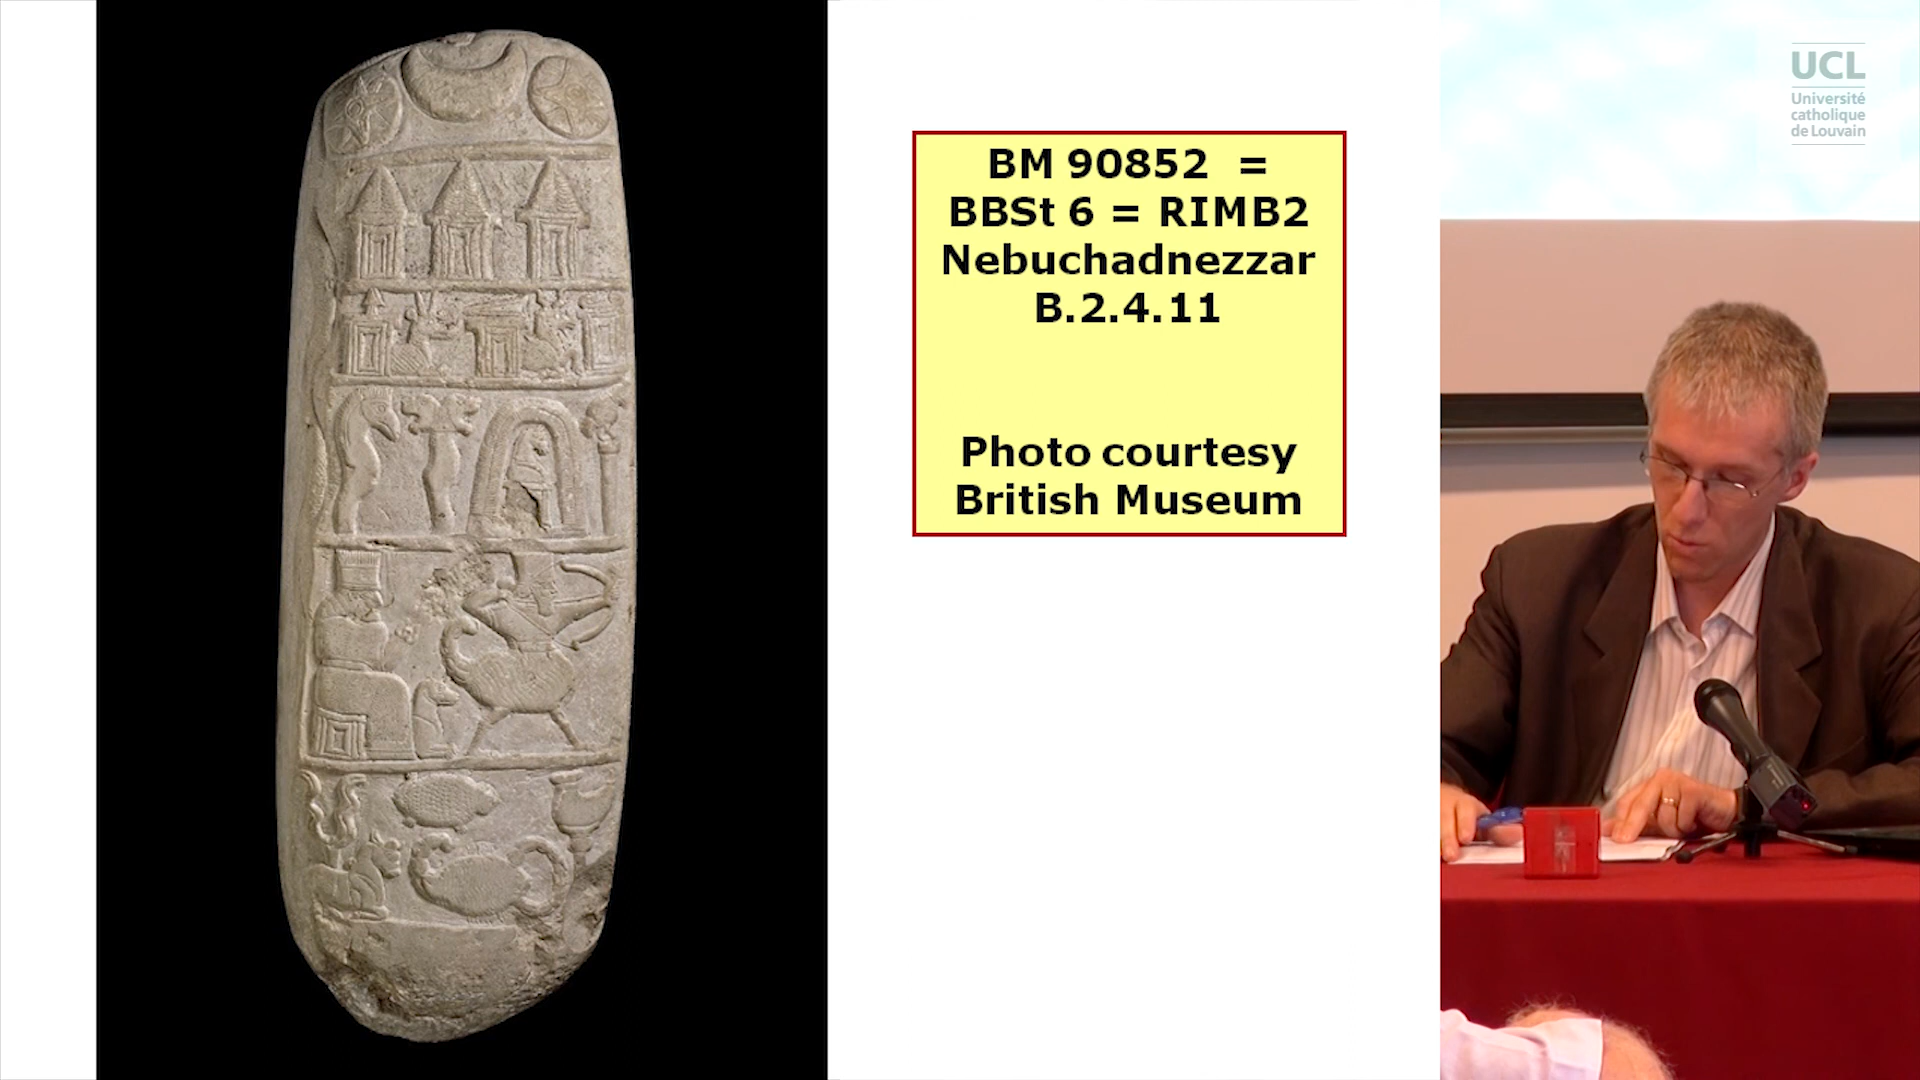 BM 90852 =
BBSt 6 = RIMB2
Nebuchadnezzar
B.2.4.11
Photo courtesy
British Museum
UCL
Université
catholique
de Louvain